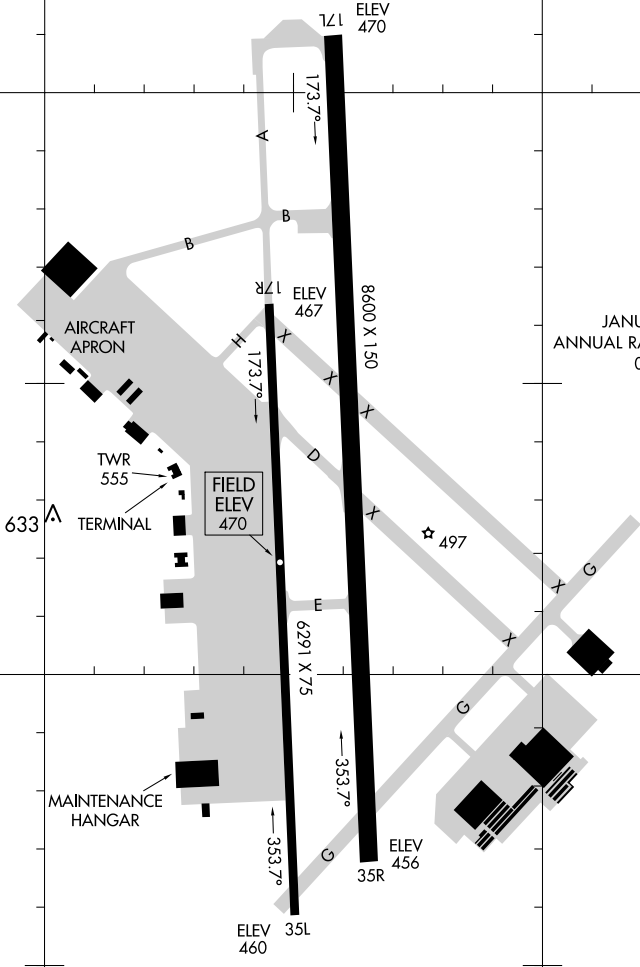 17L
ELEV
470
173.7°
A
B
B
17R
ELEV
467
8600 X 150
AIRCRAFT
APRON
H
X
173.7°
X
X
JANU
ANNUAL RA
0
D
TWR
555
FIELD
ELEV
470
633
TERMINAL
X
497
G
X
E
X
6291 X 75
G
353.7°
MAINTENANCE
HANGAR
353.7°
G
ELEV
456
35R
ELEV
460
35L